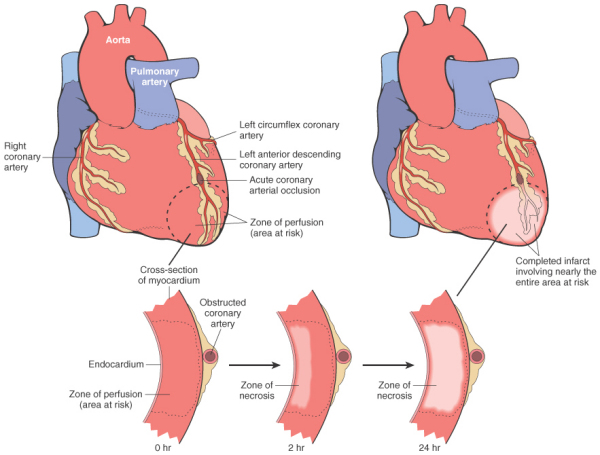 Aorta
Pulmonary
artery
Right
coronary
artery
Left circumflex coronary
artery
Left anterior descending
coronary artery
Acute coronary
arterial occlusion
Zone of perfusion
(area at risk)
Completed infarct
involving nearly the
entire area at risk
Cross-section
of myocardium
Obstructed
coronary
artery
Endocardium
Zone of perfusion
(area at risk)
Zone of
necrosis
Zone of
necrosis
0 hr
2 hr
24 hr